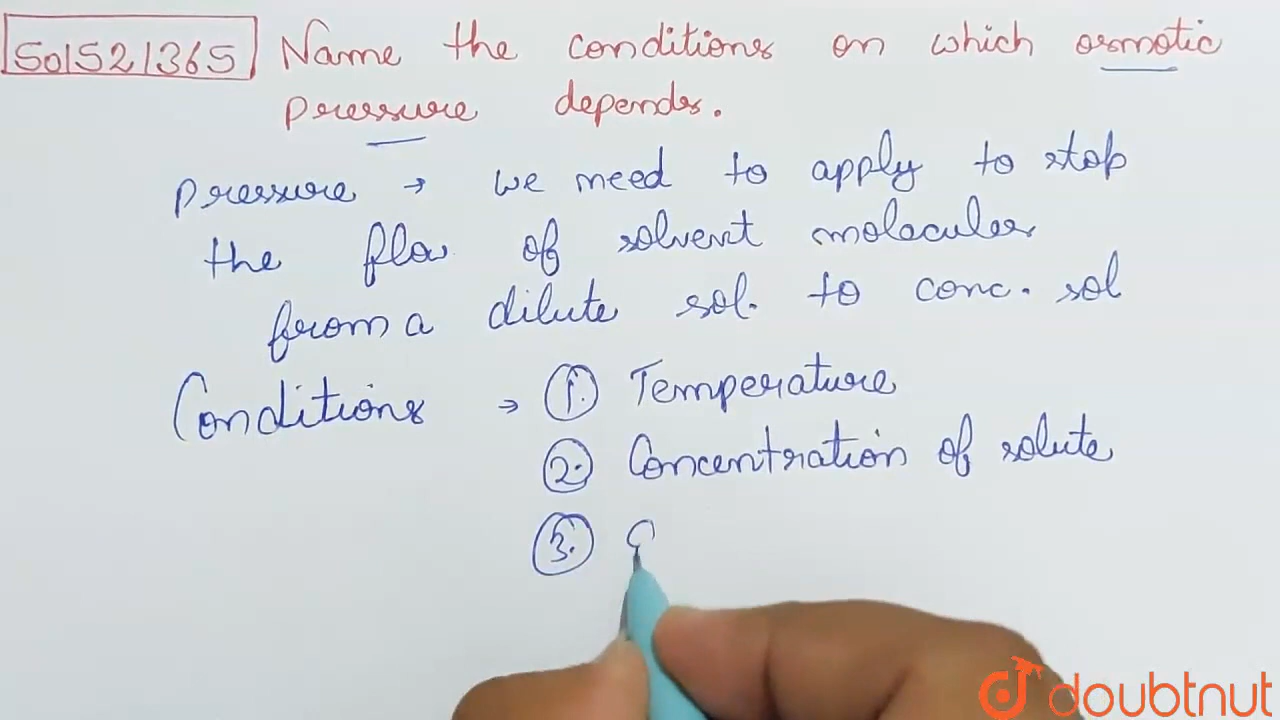 501521365 Name the conditions on which osmotic
pressure depends.
pressure → we need to apply to stop
the flow of solvent molecules
from a dilute sol. to conc. sol
Conditions → 1. Temperature
2. Concentration of solute
3.
doubtnut